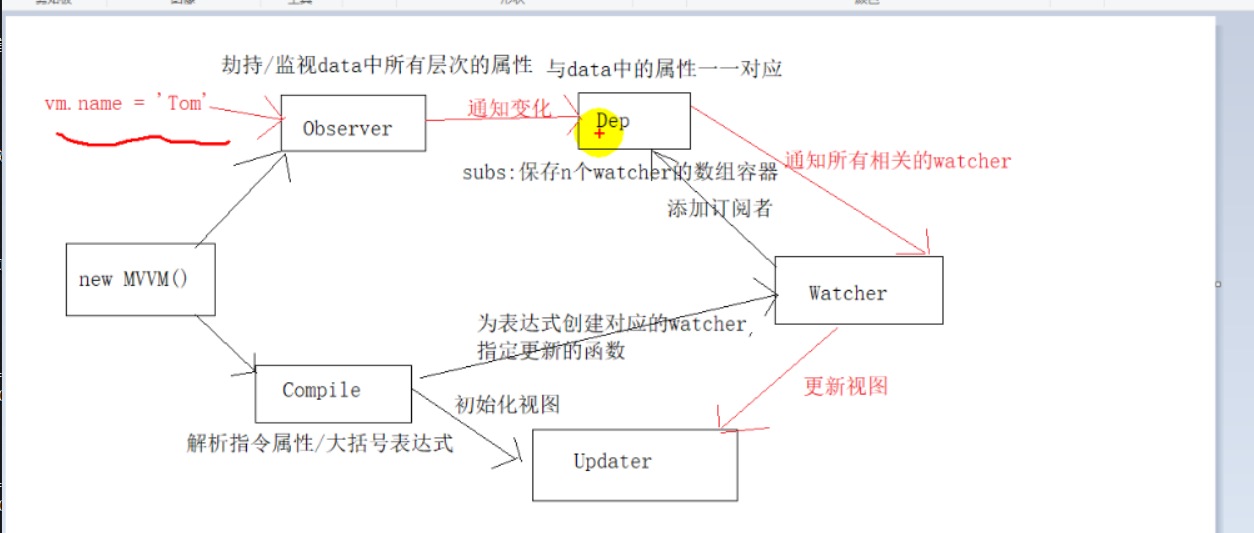 劫持/监视data中所有层次的属性
与data中的属性一一对应
vm.name = 'Tom'
Observer
通知变化
Dep
通知所有相关的watcher
subs:保存n个watcher的数组容器
添加订阅者
new MVVM()
Watcher
为表达式创建对应的watcher,
指定更新的函数
Compile
初始化视图
更新视图
解析指令属性/大括号表达式
Updater